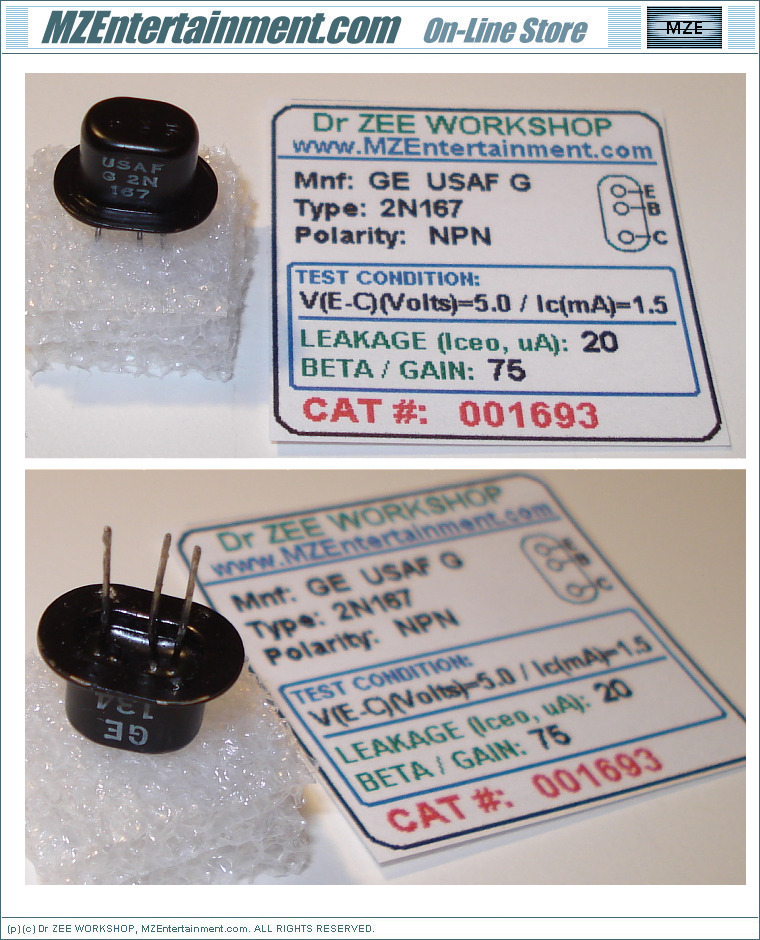 MZEntertainment.com On-Line Store MZE
USAF
G 2N
167
Dr ZEE WORKSHOP
www.MZEntertainment.com
Mnf: GE USAF G
Type: 2N167
Polarity: NPN
E
B
C
TEST CONDITION:
V(E-C)(Volts)=5.0 / Ic(mA)=1.5
LEAKAGE (Iceo, uA): 20
BETA / GAIN: 75
CAT #: 001693
Dr ZEE WORKSHOP
www.MZEntertainment.com
Mnf: GE USAF G
Type: 2N167
Polarity: NPN
E
B
C
TEST CONDITION:
V(E-C)(Volts)=5.0 / Ic(mA)=1.5
LEAKAGE (Iceo, uA): 20
BETA / GAIN: 75
CAT #: 001693
GE
(p)(c) Dr ZEE WORKSHOP, MZEntertainment.com. ALL RIGHTS RESERVED.